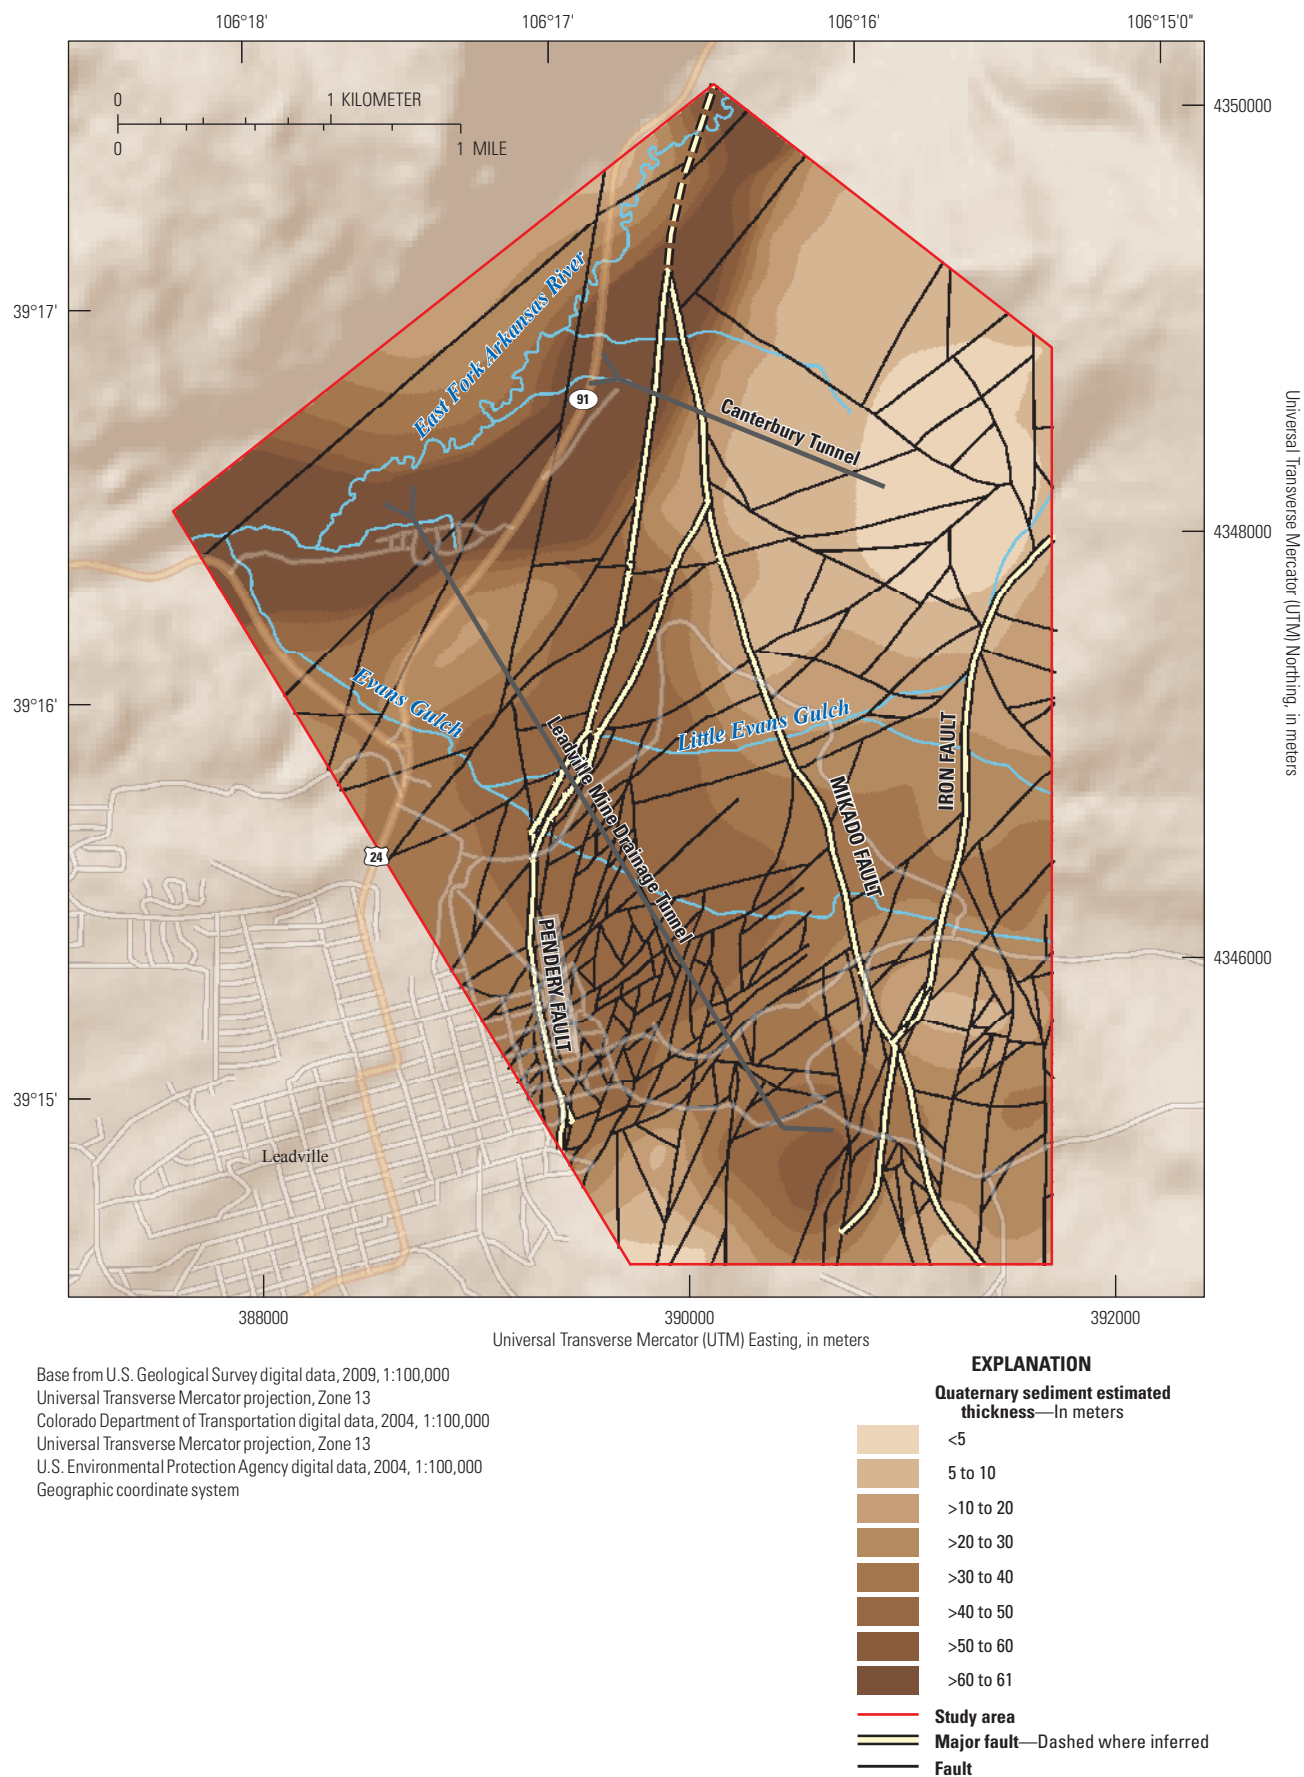 106°18'
106°17'
106°16'
106°15'0"
0
1 KILOMETER
0
1 MILE
4350000
39°17'
East Fork Arkansas River
91
Canterbury Tunnel
Universal Transverse Mercator (UTM) Northing, in meters
4348000
Evans Gulch
39°16'
Little Evans Gulch
Leadville Mine Drainage Tunnel
IRON FAULT
MIKADO FAULT
24
PENDERY FAULT
4346000
39°15'
Leadville
388000
390000
392000
Universal Transverse Mercator (UTM) Easting, in meters
Base from U.S. Geological Survey digital data, 2009, 1:100,000
Universal Transverse Mercator projection, Zone 13
Colorado Department of Transportation digital data, 2004, 1:100,000
Universal Transverse Mercator projection, Zone 13
U.S. Environmental Protection Agency digital data, 2004, 1:100,000
Geographic coordinate system
EXPLANATION
Quaternary sediment estimated
thickness—In meters
<5
5 to 10
>10 to 20
>20 to 30
>30 to 40
>40 to 50
>50 to 60
>60 to 61
Study area
Major fault—Dashed where inferred
Fault